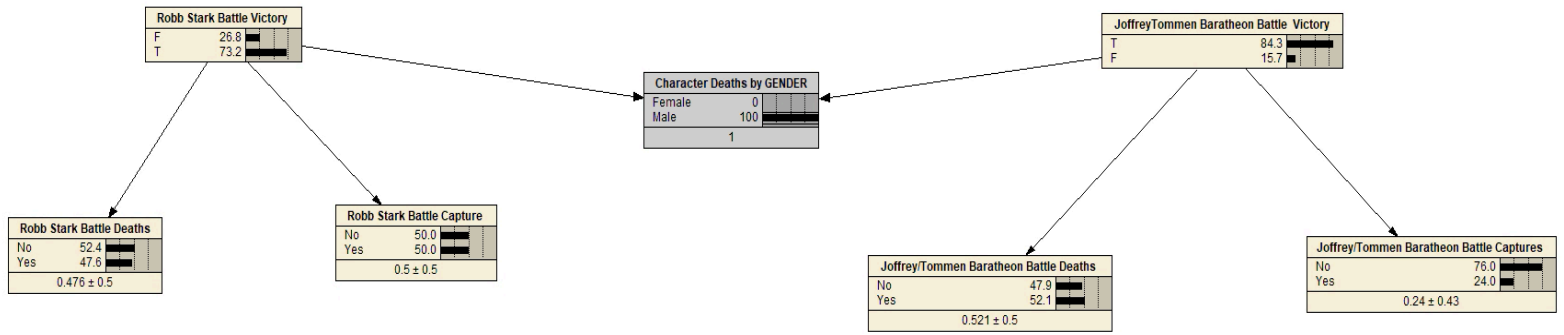 Robb Stark Battle Victory
F 26.8
T 73.2
JoffreyTommen Baratheon Battle Victory
T 84.3
F 15.7
Character Deaths by GENDER
Female 0
Male 100
1
Robb Stark Battle Deaths
No 52.4
Yes 47.6
0.476 ± 0.5
Robb Stark Battle Capture
No 50.0
Yes 50.0
0.5 ± 0.5
Joffrey/Tommen Baratheon Battle Deaths
No 47.9
Yes 52.1
0.521 ± 0.5
Joffrey/Tommen Baratheon Battle Captures
No 76.0
Yes 24.0
0.24 ± 0.43